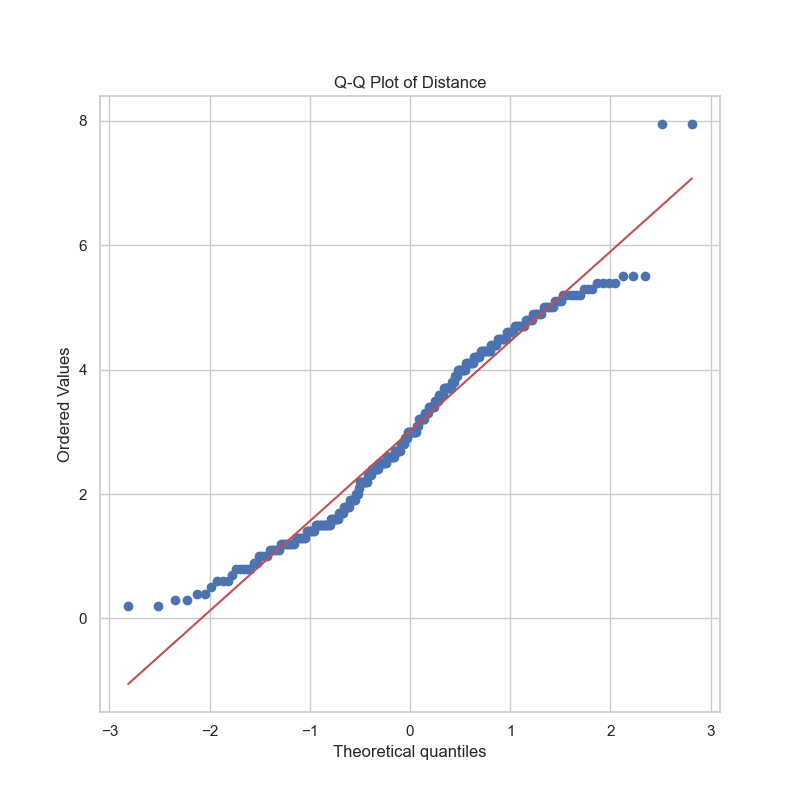 Q-Q Plot of Distance
8
6
4
2
0
Ordered Values
−3 −2 −1 0 1 2 3
Theoretical quantiles